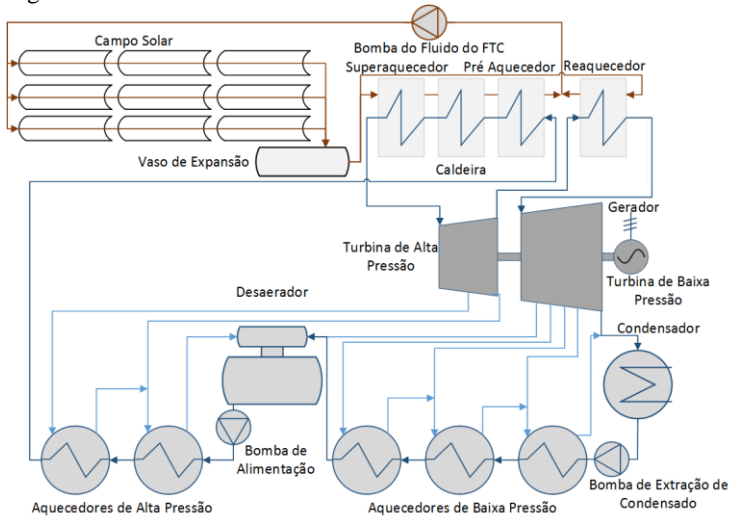 Campo Solar
Bomba do Fluido do FTC
Superaquecedor
Pré Aquecedor
Reaquecedor
Vaso de Expansão
Caldeira
Gerador
Turbina de Alta
Pressão
Turbina de Baixa
Pressão
Desaerador
Condensador
Bomba de
Alimentação
Bomba de Extração de
Condensado
Aquecedores de Alta Pressão
Aquecedores de Baixa Pressão